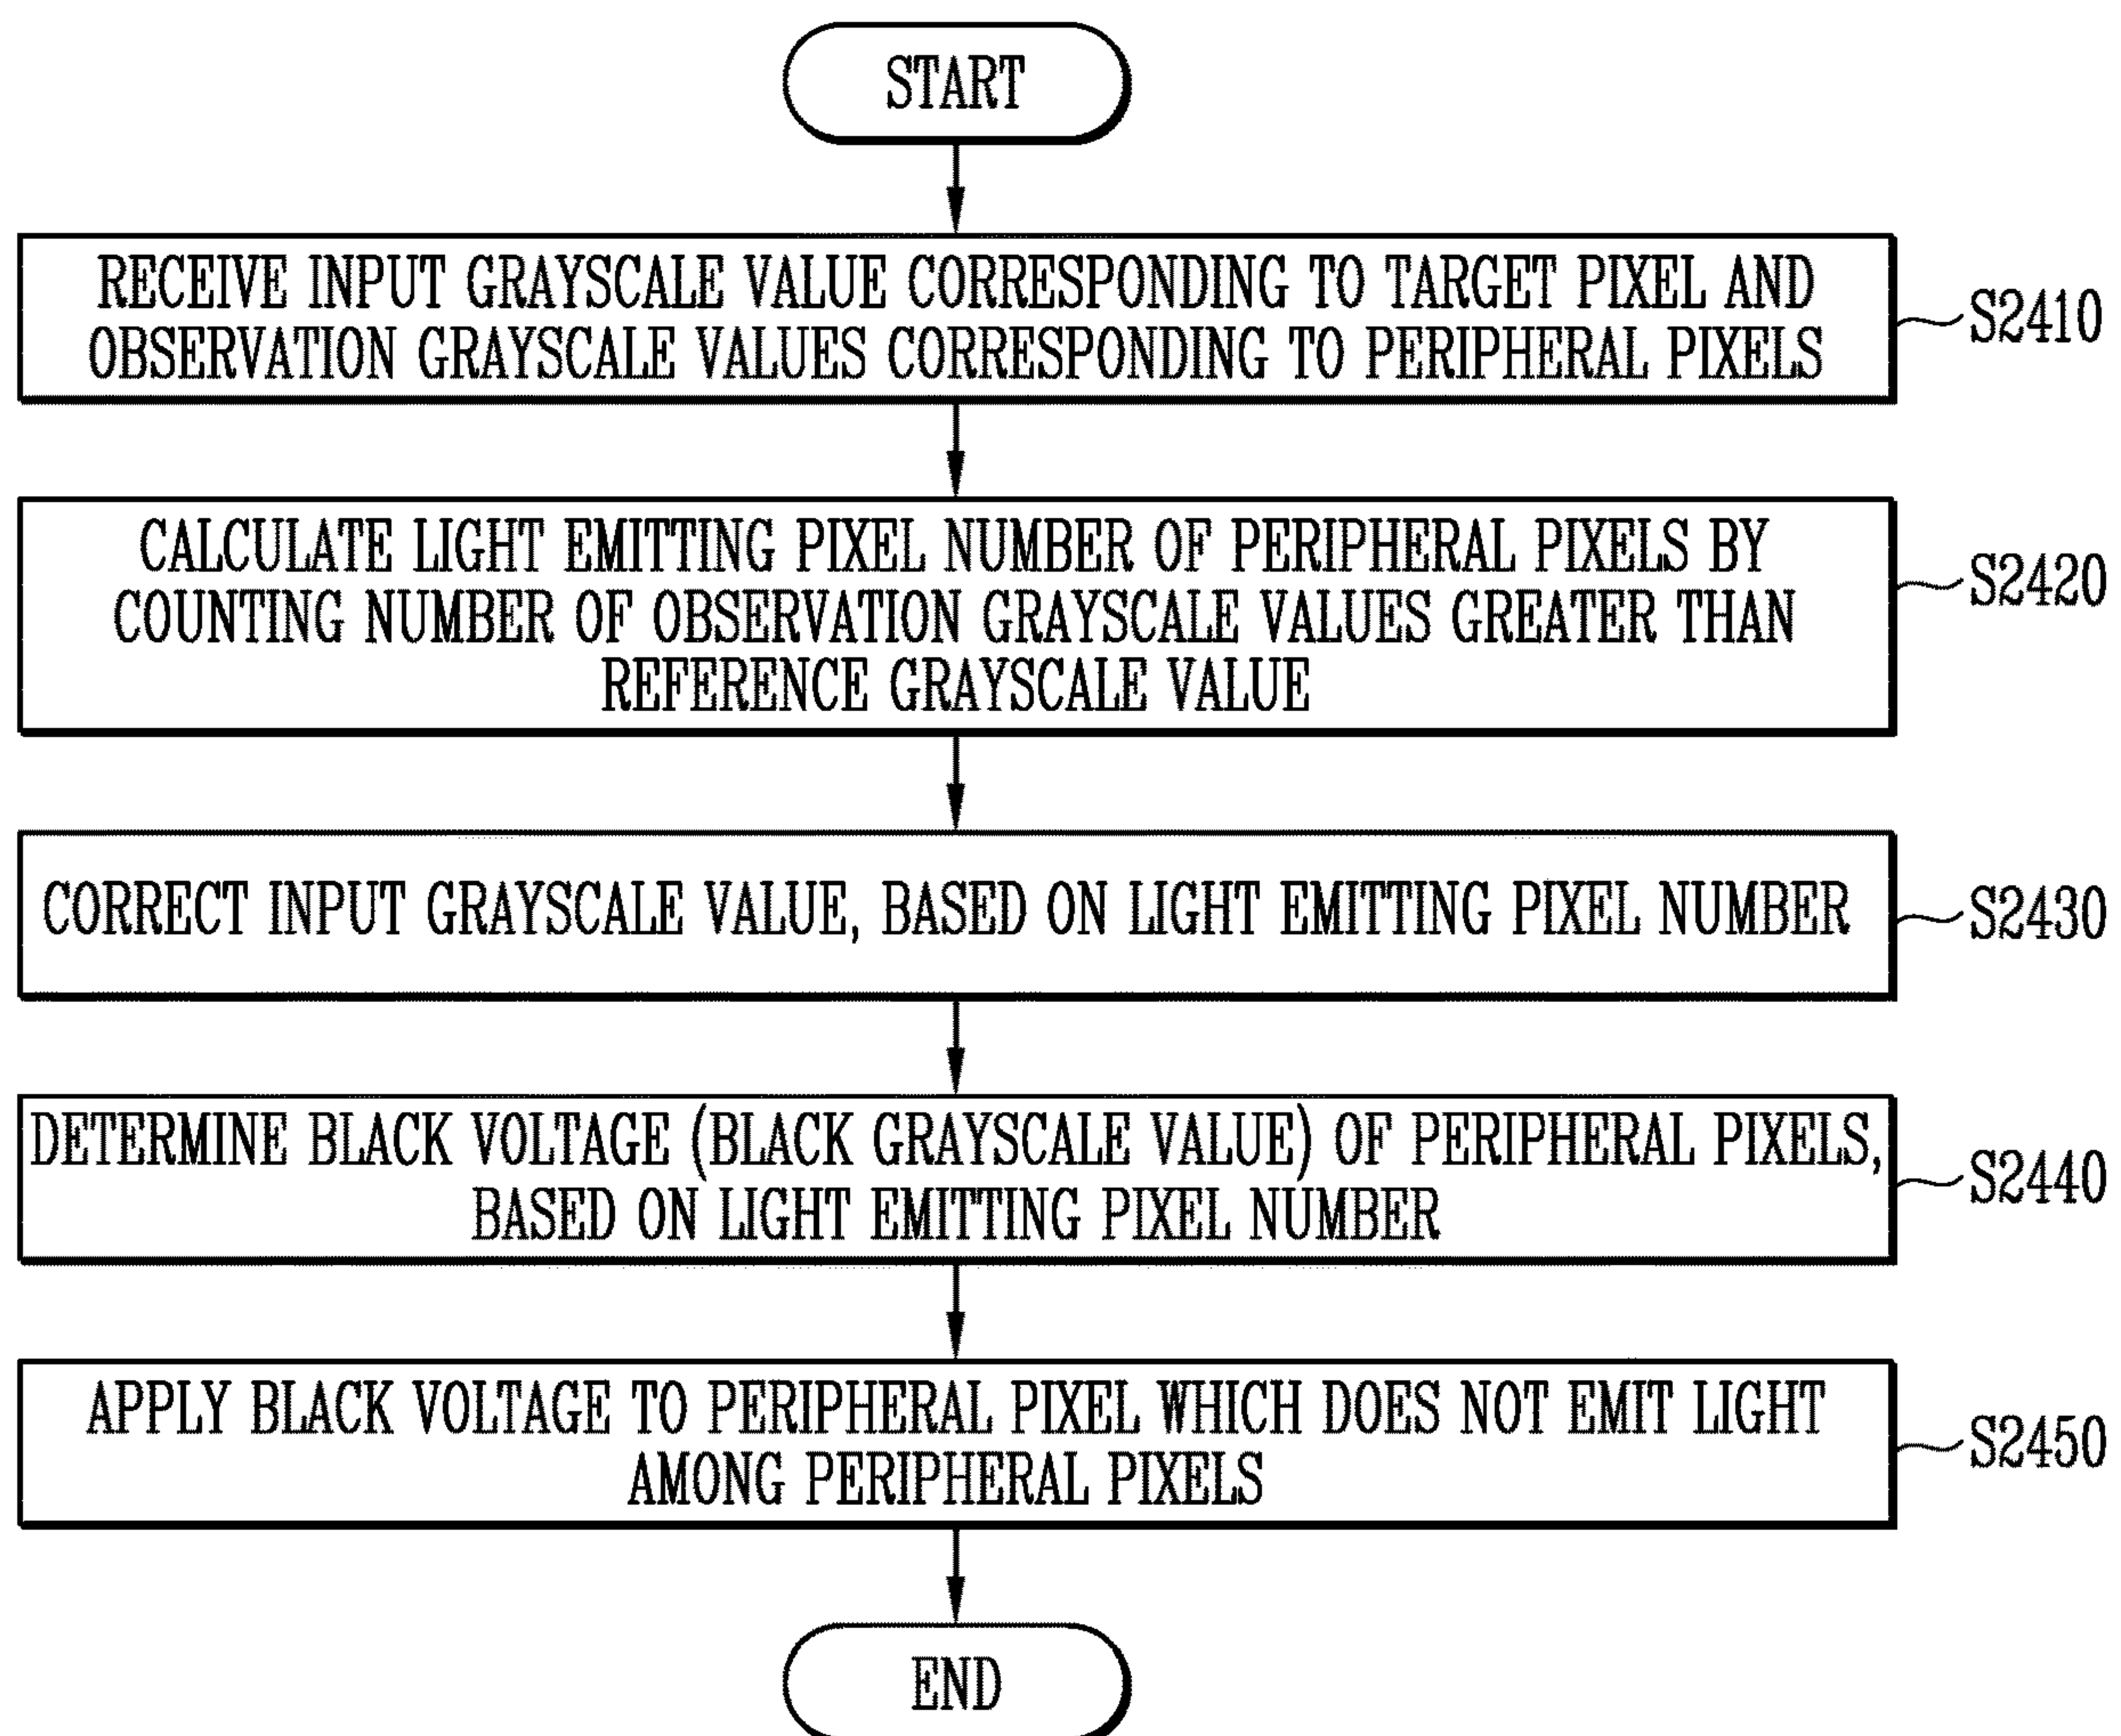 START
RECEIVE INPUT GRAYSCALE VALUE CORRESPONDING TO TARGET PIXEL AND
OBSERVATION GRAYSCALE VALUES CORRESPONDING TO PERIPHERAL PIXELS
S2410
CALCULATE LIGHT EMITTING PIXEL NUMBER OF PERIPHERAL PIXELS BY
COUNTING NUMBER OF OBSERVATION GRAYSCALE VALUES GREATER THAN
REFERENCE GRAYSCALE VALUE
S2420
CORRECT INPUT GRAYSCALE VALUE, BASED ON LIGHT EMITTING PIXEL NUMBER
S2430
DETERMINE BLACK VOLTAGE (BLACK GRAYSCALE VALUE) OF PERIPHERAL PIXELS,
BASED ON LIGHT EMITTING PIXEL NUMBER
S2440
APPLY BLACK VOLTAGE TO PERIPHERAL PIXEL WHICH DOES NOT EMIT LIGHT
AMONG PERIPHERAL PIXELS
S2450
END